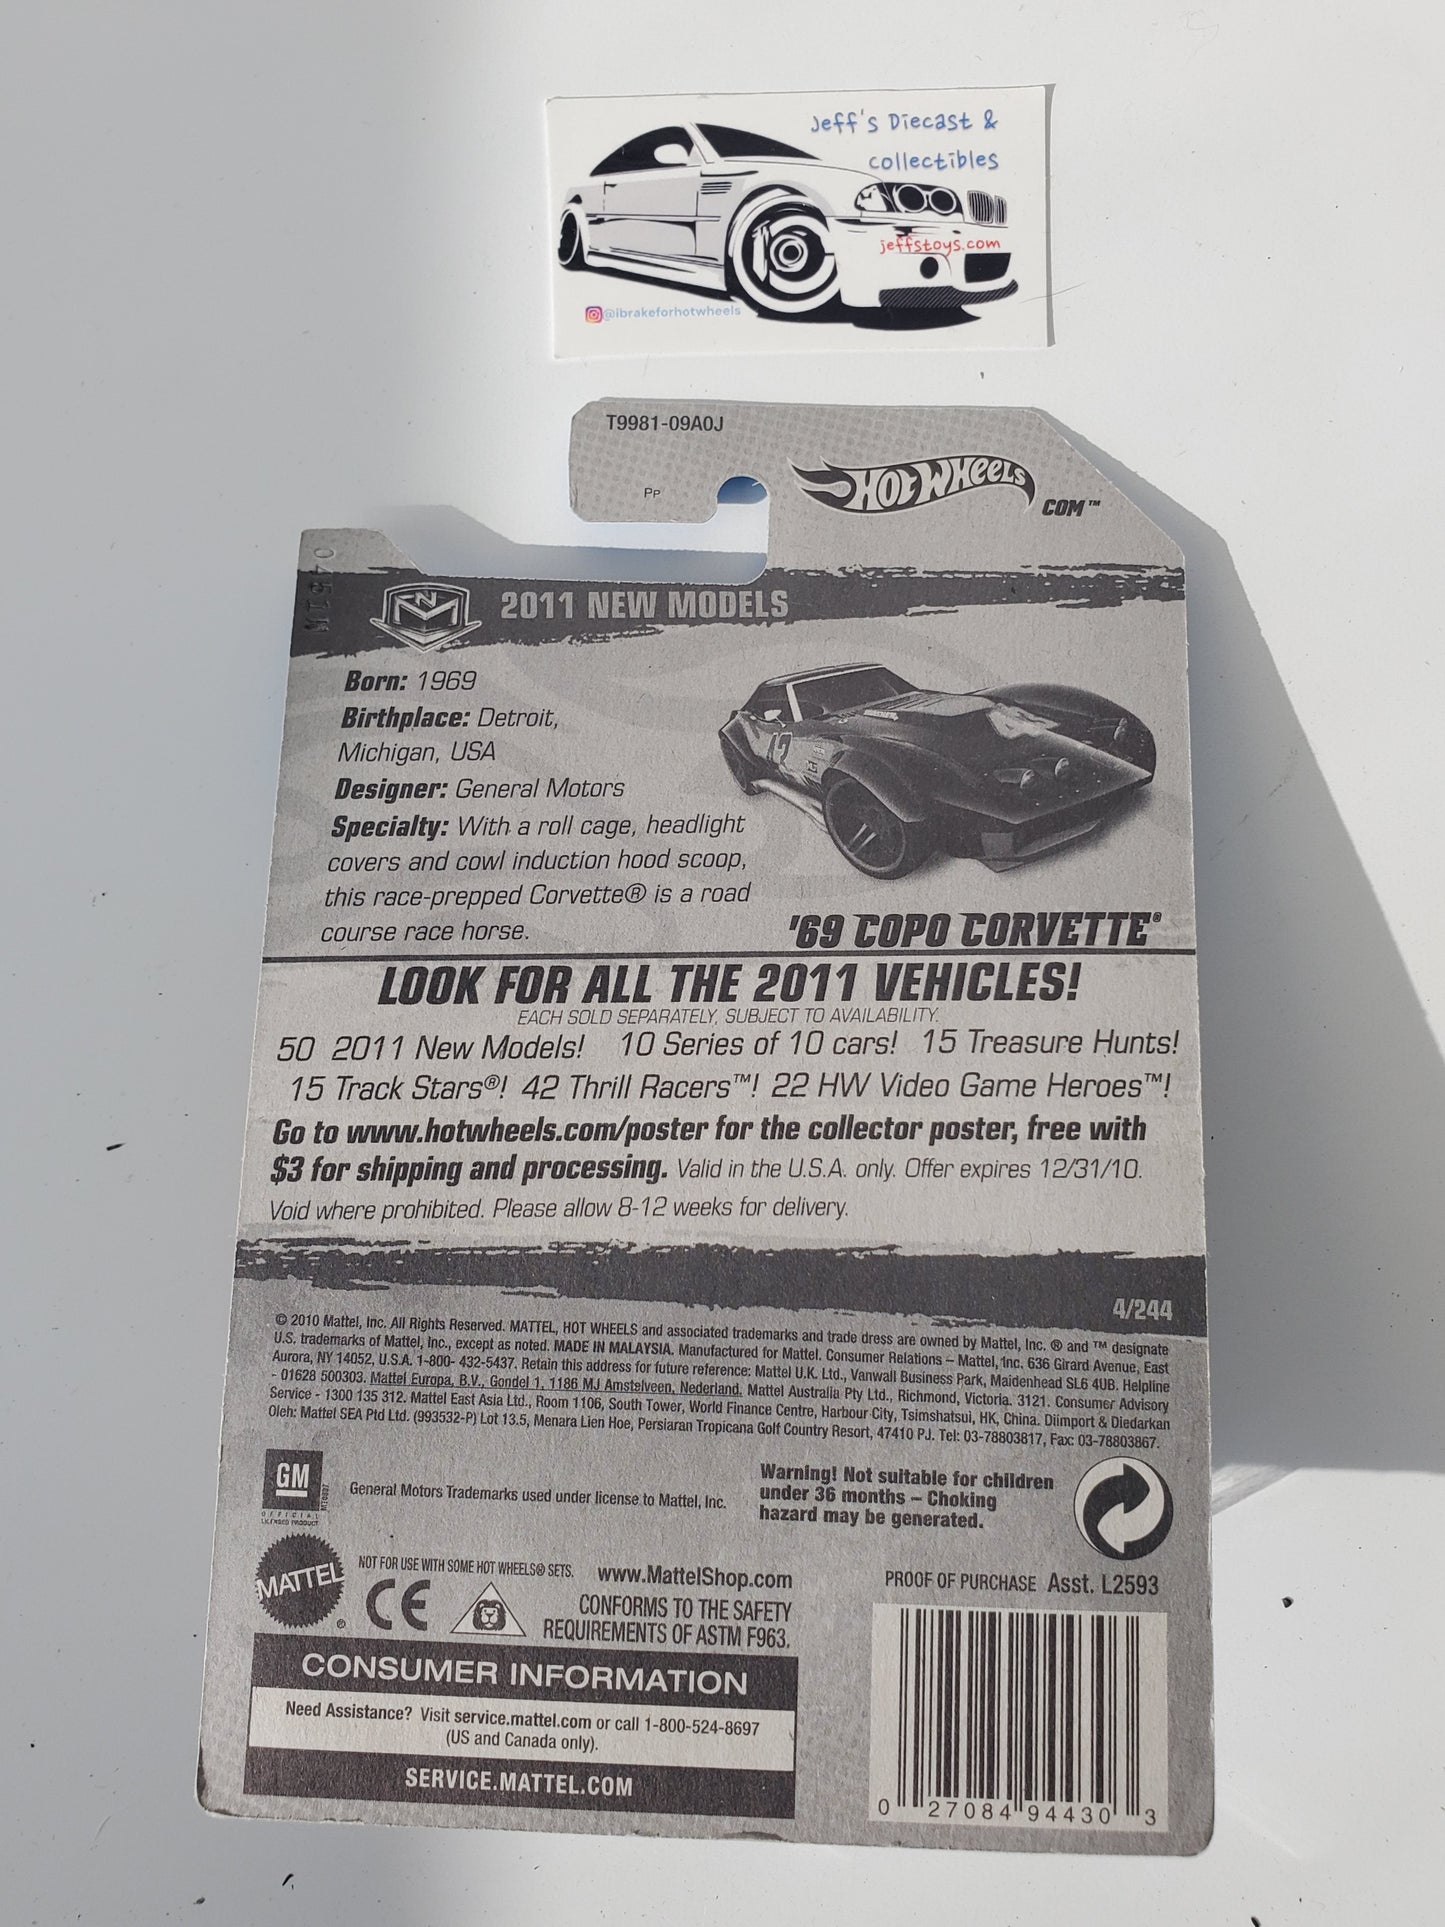 Jeff's Diecast &
collectibles
jeffstoys.com
@ibrakeforhotwheels
T9981-09A0J
PP
HOT WHEELS
COM™
2011 NEW MODELS
Born: 1969
Birthplace: Detroit,
Michigan, USA
Designer: General Motors
Specialty: With a roll cage, headlight
covers and cowl induction hood scoop,
this race-prepped Corvette® is a road
course race horse.
'69 COPO CORVETTE®
LOOK FOR ALL THE 2011 VEHICLES!
EACH SOLD SEPARATELY, SUBJECT TO AVAILABILITY.
50 2011 New Models! 10 Series of 10 cars! 15 Treasure Hunts!
15 Track Stars®! 42 Thrill Racers™! 22 HW Video Game Heroes™!
Go to www.hotwheels.com/poster for the collector poster, free with
$3 for shipping and processing. Valid in the U.S.A. only. Offer expires 12/31/10.
Void where prohibited. Please allow 8-12 weeks for delivery.
4/244
© 2010 Mattel, Inc. All Rights Reserved. MATTEL, HOT WHEELS and associated trademarks and trade dress are owned by Mattel, Inc. ® and ™ designate
U.S. trademarks of Mattel, Inc., except as noted. MADE IN MALAYSIA. Manufactured for Mattel. Consumer Relations – Mattel, Inc. 636 Girard Avenue, East
Aurora, NY 14052, U.S.A. 1-800- 432-5437. Retain this address for future reference: Mattel U.K. Ltd., Vanwall Business Park, Maidenhead SL6 4UB. Helpline
- 01628 500303. Mattel Europa, B.V., Gondel 1, 1186 MJ Amstelveen, Nederland. Mattel Australia Pty Ltd., Richmond, Victoria. 3121. Consumer Advisory
Service - 1300 135 312. Mattel East Asia Ltd., Room 1106, South Tower, World Finance Centre, Harbour City, Tsimshatsui, HK, China. Diimport & Diedarkan
Oleh: Mattel SEA Ptd Ltd. (993532-P) Lot 13.5, Menara Lien Hoe, Persiaran Tropicana Golf Country Resort, 47410 PJ. Tel: 03-78803817, Fax: 03-78803867.
GM
OFFICIAL
LICENSED PRODUCT
General Motors Trademarks used under license to Mattel, Inc.
Warning! Not suitable for children
under 36 months – Choking
hazard may be generated.
MATTEL®
NOT FOR USE WITH SOME HOT WHEELS® SETS.
www.MattelShop.com
CE
CONFORMS TO THE SAFETY
REQUIREMENTS OF ASTM F963.
PROOF OF PURCHASE Asst. L2593
CONSUMER INFORMATION
Need Assistance? Visit service.mattel.com or call 1-800-524-8697
(US and Canada only).
SERVICE.MATTEL.COM
0 27084 94430 3